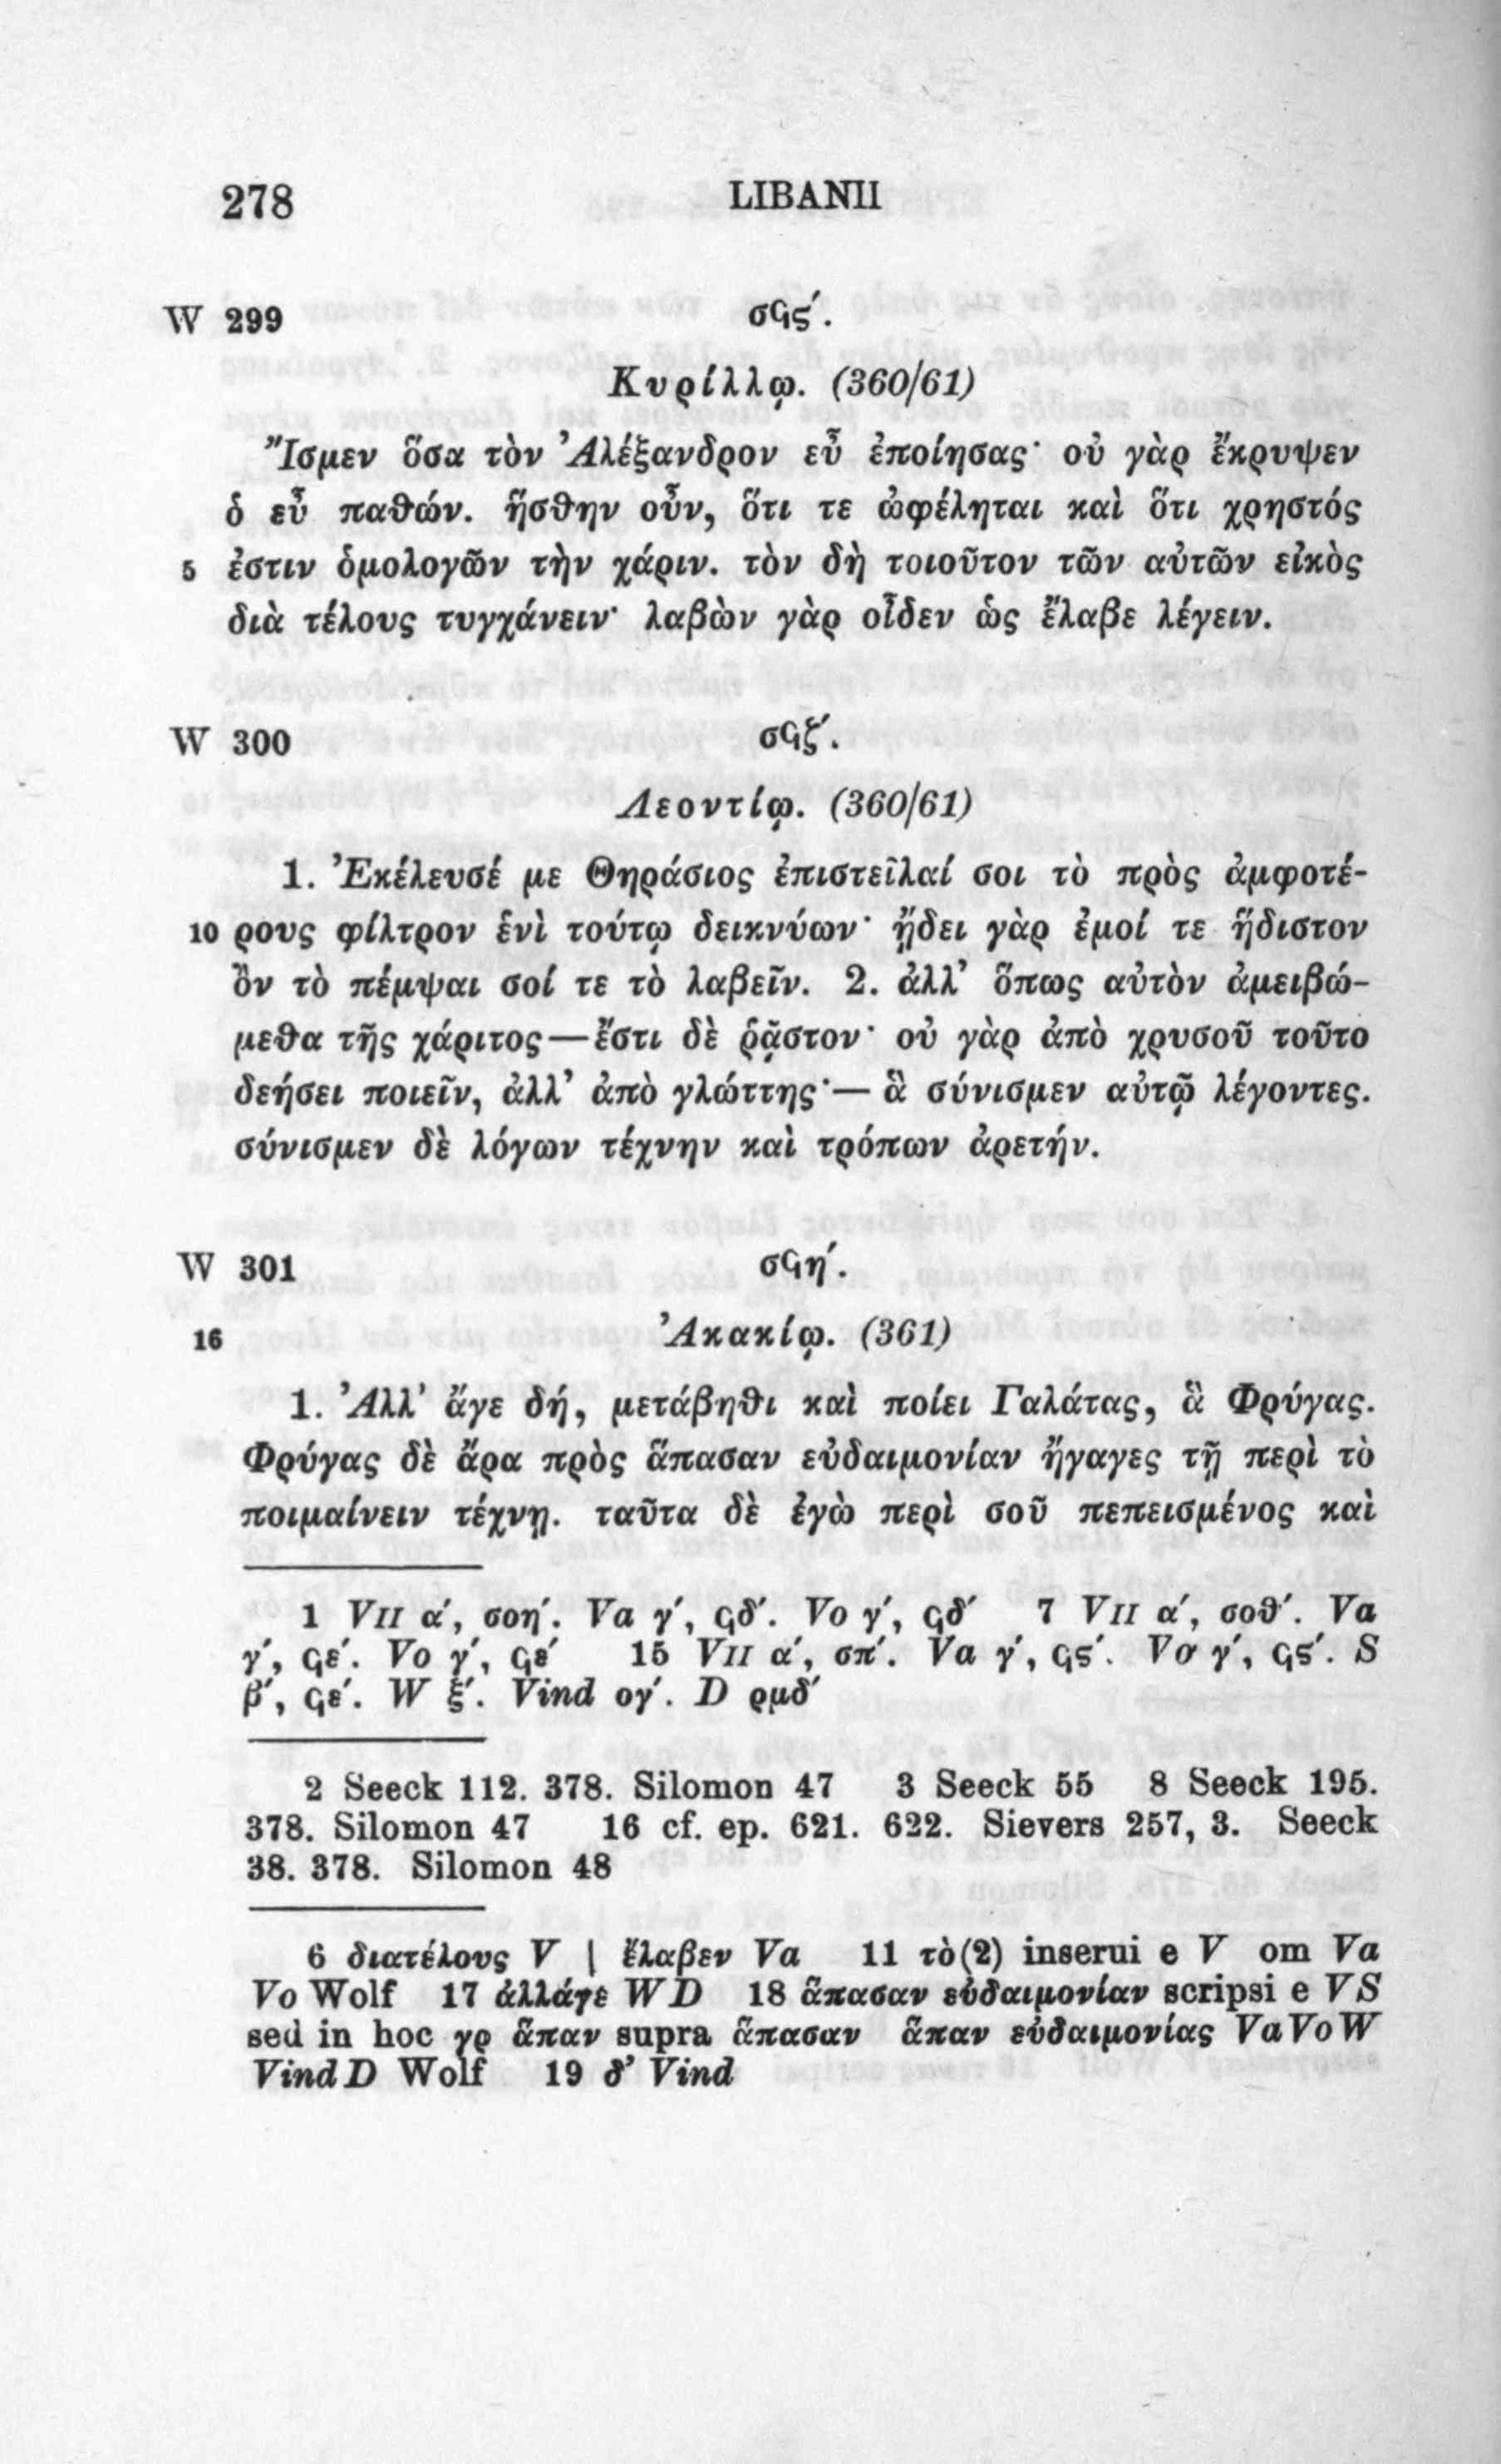 278 LIBANII
W 299 σϟϛʹ.
Κυρίλλῳ. (360/61)
Ἴσμεν ὅσα τὸν Ἀλέξανδρον εὖ ἐποίησας· οὐ γὰρ ἔκρυψεν
ὁ εὖ παθών. ἥσθην οὖν, ὅτι τε ὠφέληται καὶ ὅτι χρηστός
5 ἐστιν ὁμολογῶν τὴν χάριν. τὸν δὴ τοιοῦτον τῶν αὐτῶν εἰκὸς
διὰ τέλους τυγχάνειν· λαβὼν γὰρ οἶδεν ὡς ἔλαβε λέγειν.
W 300 σϟζʹ.
Λεοντίῳ. (360/61)
1. Ἐκέλευσέ με Θηράσιος ἐπιστεῖλαί σοι τὸ πρὸς ἀμφοτέ-
10 ρους φίλτρον ἑνὶ τούτῳ δεικνύων· ᾔδει γὰρ ἐμοί τε ἥδιστον
ὂν τὸ πέμψαι σοί τε τὸ λαβεῖν. 2. ἀλλ’ ὅπως αὐτὸν ἀμειβώ-
μεθα τῆς χάριτος—ἔστι δὲ ῥᾷστον· οὐ γὰρ ἀπὸ χρυσοῦ τοῦτο
δεήσει ποιεῖν, ἀλλ’ ἀπὸ γλώττης·— ἃ σύνισμεν αὐτῷ λέγοντες.
σύνισμεν δὲ λόγων τέχνην καὶ τρόπων ἀρετήν.
W 301 σϟηʹ.
16 Ἀκακίῳ. (361)
1. Ἀλλ’ ἄγε δή, μετάβηθι καὶ ποίει Γαλάτας, ἃ Φρύγας.
Φρύγας δὲ ἄρα πρὸς ἅπασαν εὐδαιμονίαν ἤγαγες τῇ περὶ τὸ
ποιμαίνειν τέχνῃ. ταῦτα δὲ ἐγὼ περὶ σοῦ πεπεισμένος καὶ
1 VII αʹ, σοηʹ. Va γʹ, ϟδʹ. Vo γʹ, ϟδʹ 7 VII αʹ, σοθʹ. Va
γʹ, ϟεʹ. Vo γʹ, ϟεʹ 15 VII αʹ, σπʹ. Va γʹ, ϟϛʹ. Vo γʹ, ϟϛʹ. S
βʹ, ϟεʹ. W ξʹ. Vind ογʹ. D ρμδʹ
2 Seeck 112. 378. Silomon 47 3 Seeck 55 8 Seeck 195.
378. Silomon 47 16 cf. ep. 621. 622. Sievers 257, 3. Seeck
38. 378. Silomon 48
6 διατέλους V | ἔλαβεν Va 11 τὸ(2) inserui e V om Va
Vo Wolf 17 ἀλλάγε W D 18 ἅπασαν εὐδαιμονίαν scripsi e V S
sed in hoc γρ ἅπαν supra ἅπασαν ἅπαν εὐδαιμονίας Va Vo W
Vind D Wolf 19 δ’ Vind